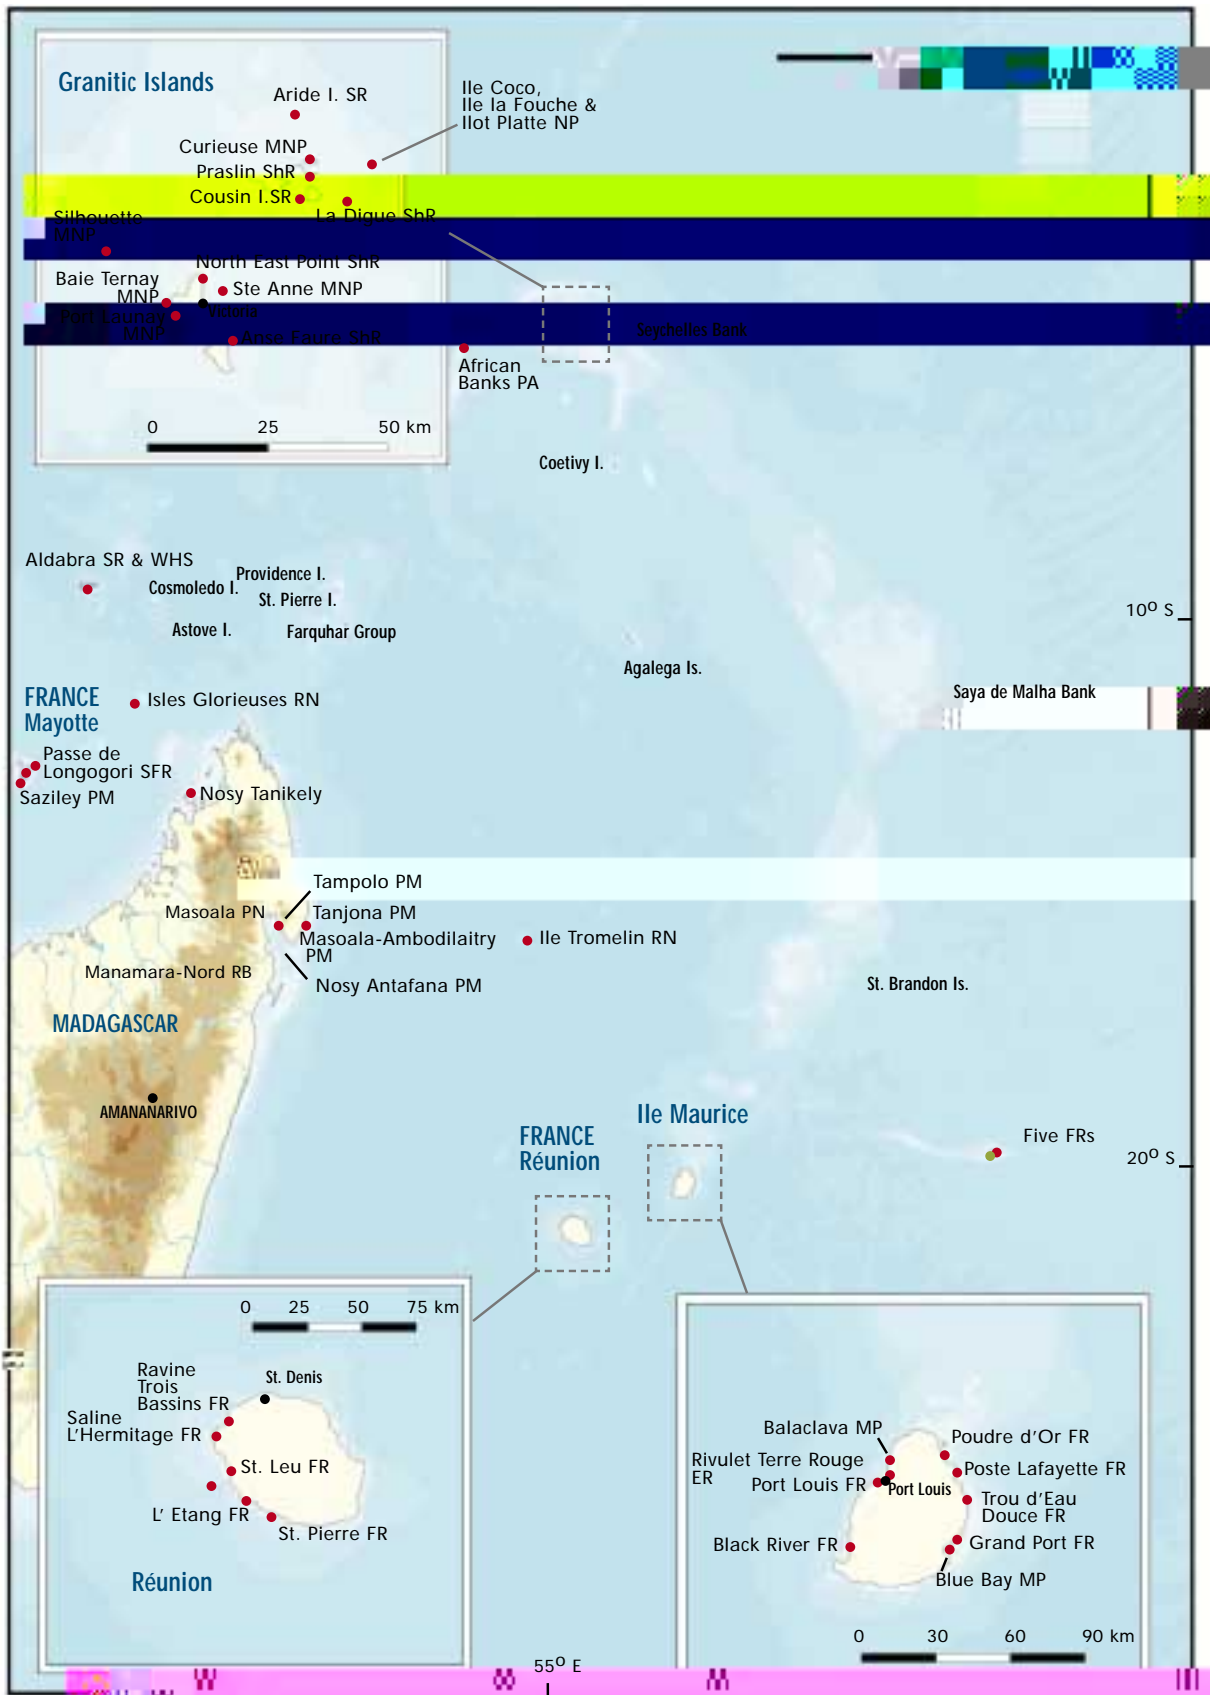 Granitic Islands
Aride I. SR
Ile Coco,
Ile la Fouche &
Ilot Platte NP
Curieuse MNP
Praslin ShR
Cousin I.SR
La Digue ShR
Silhouette
MNP
North East Point ShR
Baie Ternay
MNP
Ste Anne MNP
Victoria
Port Launay
MNP
Anse Faure ShR
Seychelles Bank
African
Banks PA
0 25 50 km
Coetivy I.
Aldabra SR & WHS
Providence I.
Cosmoledo I.
St. Pierre I.
Astove I.
Farquhar Group
10º S
Agalega Is.
FRANCE
Mayotte
Isles Glorieuses RN
Saya de Malha Bank
Passe de
Longogori SFR
Saziley PM
Nosy Tanikely
Tampolo PM
Masoala PN
Tanjona PM
Masoala-Ambodilaitry
PM
Ile Tromelin RN
Manamara-Nord RB
Nosy Antafana PM
St. Brandon Is.
MADAGASCAR
AMANANARIVO
Ile Maurice
FRANCE
Réunion
Five FRs
20º S
0 25 50 75 km
Ravine
Trois
Bassins FR
St. Denis
Saline
L'Hermitage FR
St. Leu FR
L' Etang FR
St. Pierre FR
Réunion
Balaclava MP
Poudre d'Or FR
Rivulet Terre Rouge
ER
Poste Lafayette FR
Port Louis FR
Port Louis
Trou d'Eau
Douce FR
Black River FR
Grand Port FR
Blue Bay MP
0 30 60 90 km
55º E